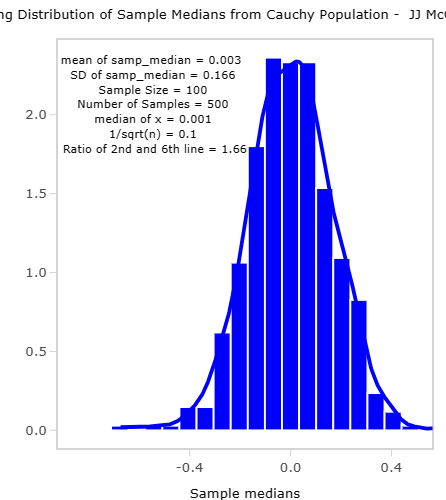 Distribution of Sample Medians from Cauchy Population - JJ
mean of samp_median = 0.003
SD of samp_median = 0.166
Sample Size = 100
Number of Samples = 500
median of x = 0.001
1/sqrt(n) = 0.1
Ratio of 2nd and 6th line = 1.66
2.0
1.5
1.0
0.5
0.0
-0.4 0.0 0.4
Sample medians